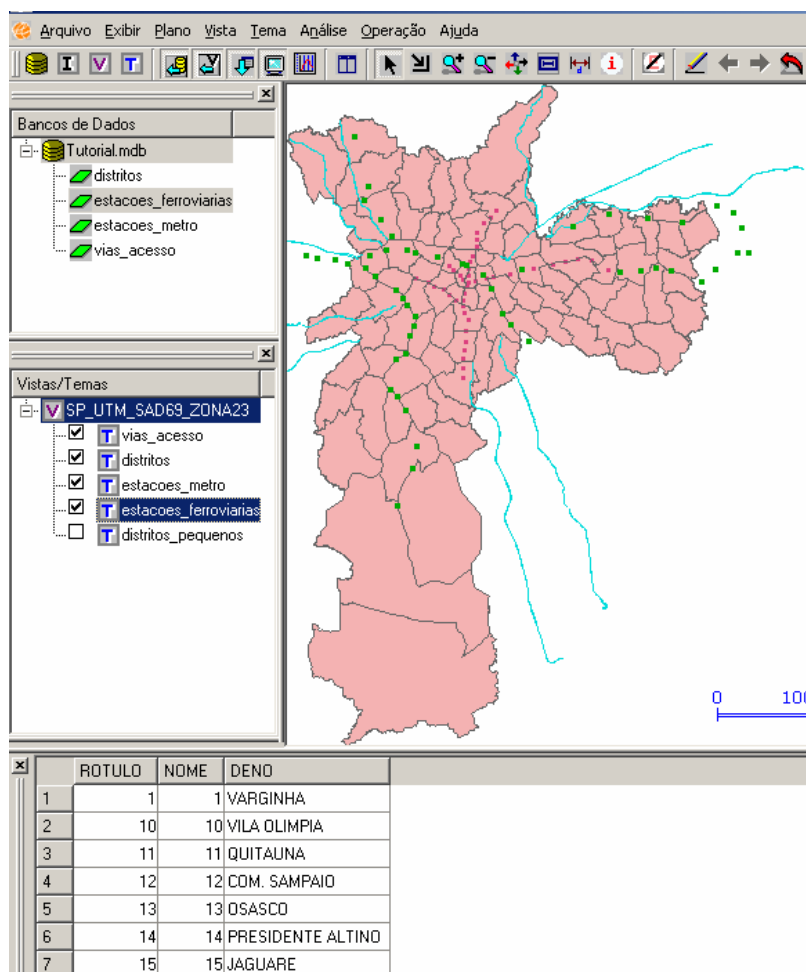 Arquivo Exibir Plano Vista Tema Análise Operação Ajuda
I V T
i
Bancos de Dados
Tutorial.mdb
distritos
estacoes_ferroviarias
estacoes_metro
vias_acesso
Vistas/Temas
V SP_UTM_SAD69_ZONA23
T vias_acesso
T distritos
T estacoes_metro
T estacoes_ferroviarias
T distritos_pequenos
0 100
ROTULO NOME DENO
1 1 1 VARGINHA
2 10 10 VILA OLIMPIA
3 11 11 QUITAUNA
4 12 12 COM. SAMPAIO
5 13 13 OSASCO
6 14 14 PRESIDENTE ALTINO
7 15 15 JAGUARE